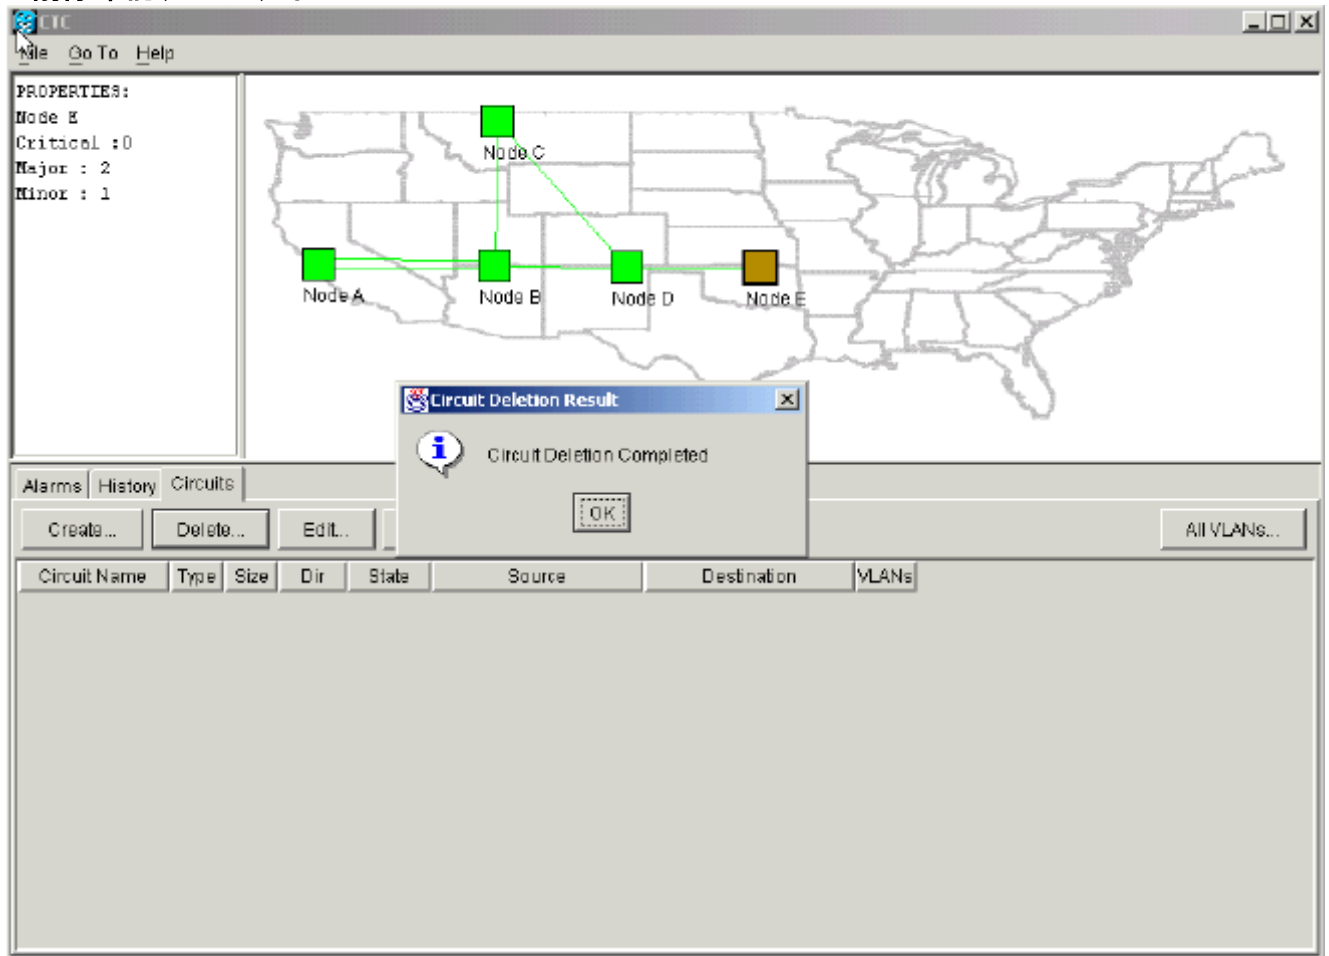 CTC
File Go To Help
PROPERTIES:
Node E
Critical :0
Major : 2
Minor : 1
Node C
Node A
Node B
Node D
Node E
Circuit Deletion Result
Circuit Deletion Completed
OK
Alarms History Circuits
Create... Delete... Edit... All VLANs...
Circuit Name Type Size Dir State Source Destination VLANs